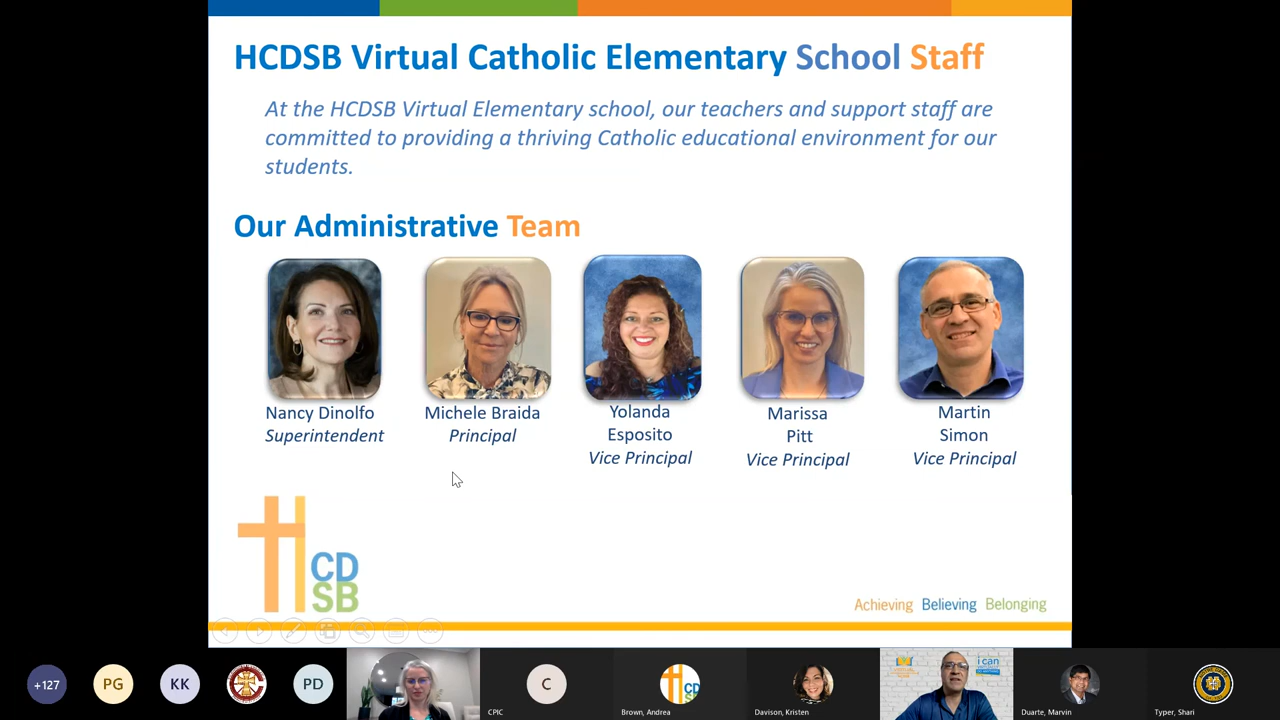 HCDSB Virtual Catholic Elementary School Staff
At the HCDSB Virtual Elementary school, our teachers and support staff are
committed to providing a thriving Catholic educational environment for our
students.
Our Administrative Team
Nancy Dinolfo
Superintendent
Michele Braida
Principal
Yolanda
Esposito
Vice Principal
Marissa
Pitt
Vice Principal
Martin
Simon
Vice Principal
HCDSB
Achieving Believing Belonging
+127
PG
KK
PD
C
CPIC
CD
SB
Brown, Andrea
Davison, Kristen
i can
Duarte, Marvin
Typer, Shari